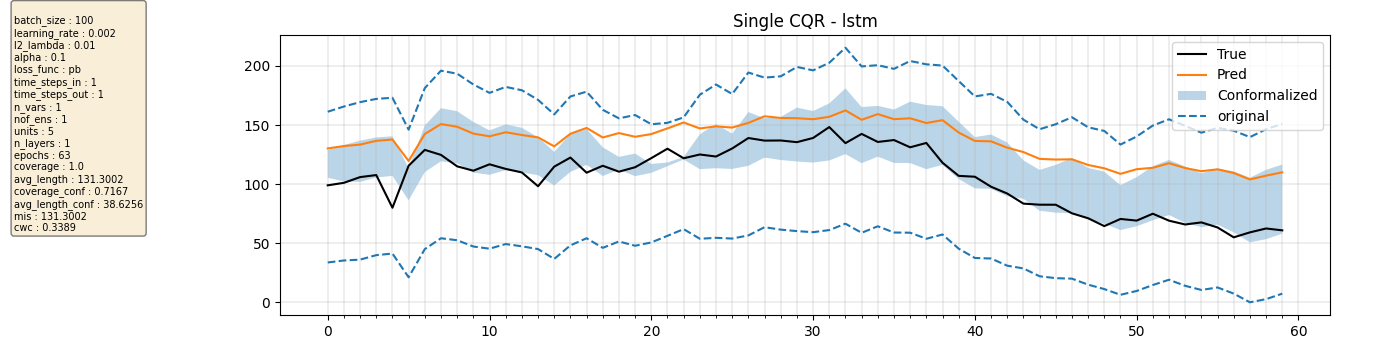 batch_size : 100
learning_rate : 0.002
l2_lambda : 0.01
alpha : 0.1
loss_func : pb
time_steps_in : 1
time_steps_out : 1
n_vars : 1
nof_ens : 1
units : 5
n_layers : 1
epochs : 63
coverage : 1.0
avg_length : 131.3002
coverage_conf : 0.7167
avg_length_conf : 38.6256
mis : 131.3002
cwc : 0.3389
Single CQR - lstm
200
150
100
50
0
True
Pred
Conformalized
original
0 10 20 30 40 50 60